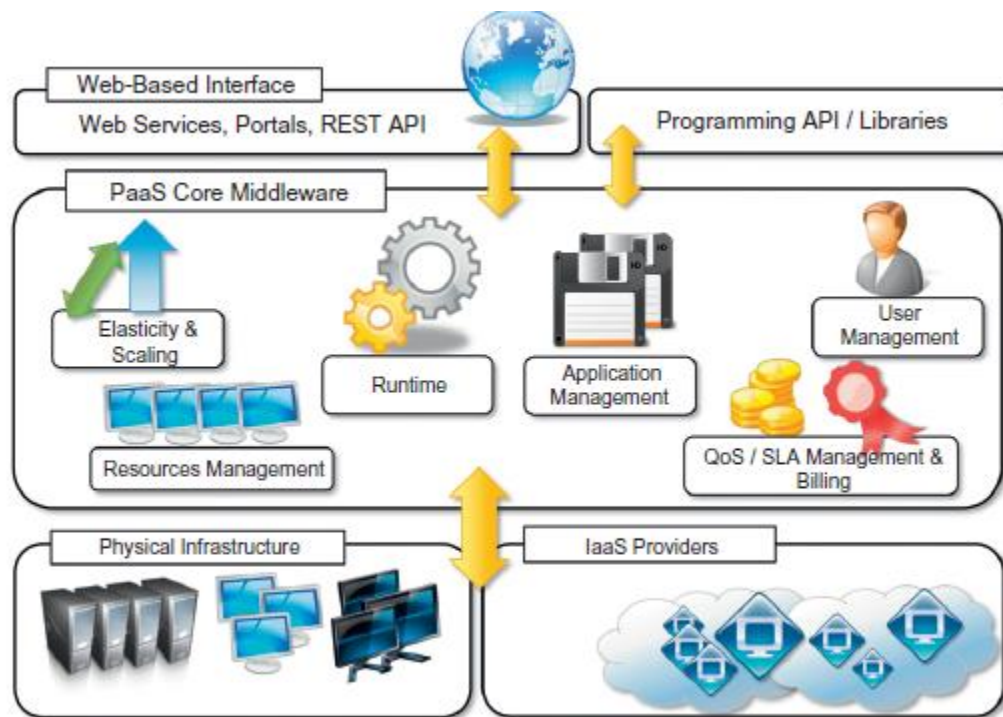 Web-Based Interface
Web Services, Portals, REST API
Programming API / Libraries
PaaS Core Middleware
Elasticity &
Scaling
Runtime
Application
Management
User
Management
Resources Management
QoS / SLA Management &
Billing
Physical Infrastructure
IaaS Providers